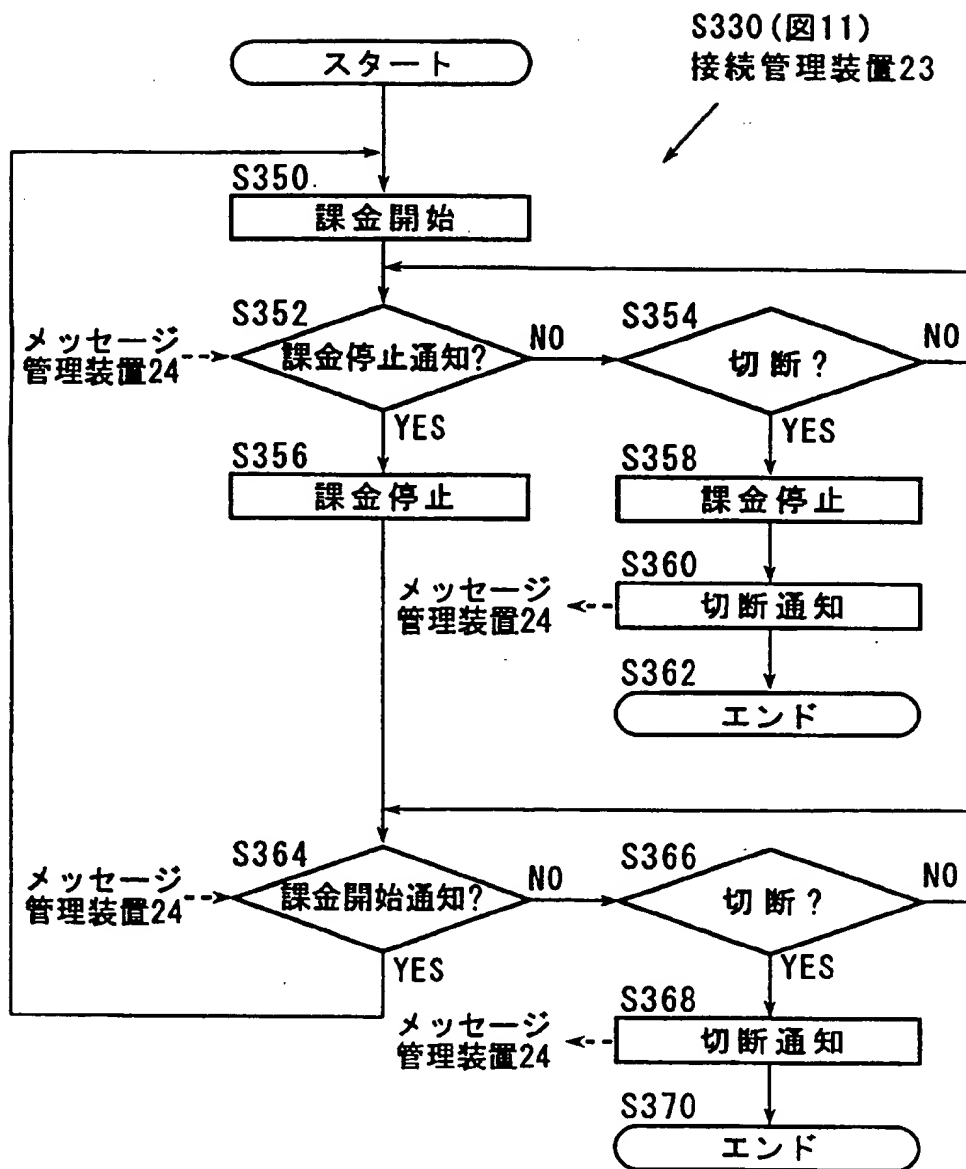 S330(図11)
接続管理装置23
スタート
S350
課金開始
メッセージ
管理装置24
S352
課金停止通知?
NO
YES
S354
切断?
NO
YES
S356
課金停止
S358
課金停止
S360
切断通知
メッセージ
管理装置24
S362
エンド
メッセージ
管理装置24
S364
課金開始通知?
NO
YES
S366
切断?
NO
YES
S368
切断通知
メッセージ
管理装置24
S370
エンド